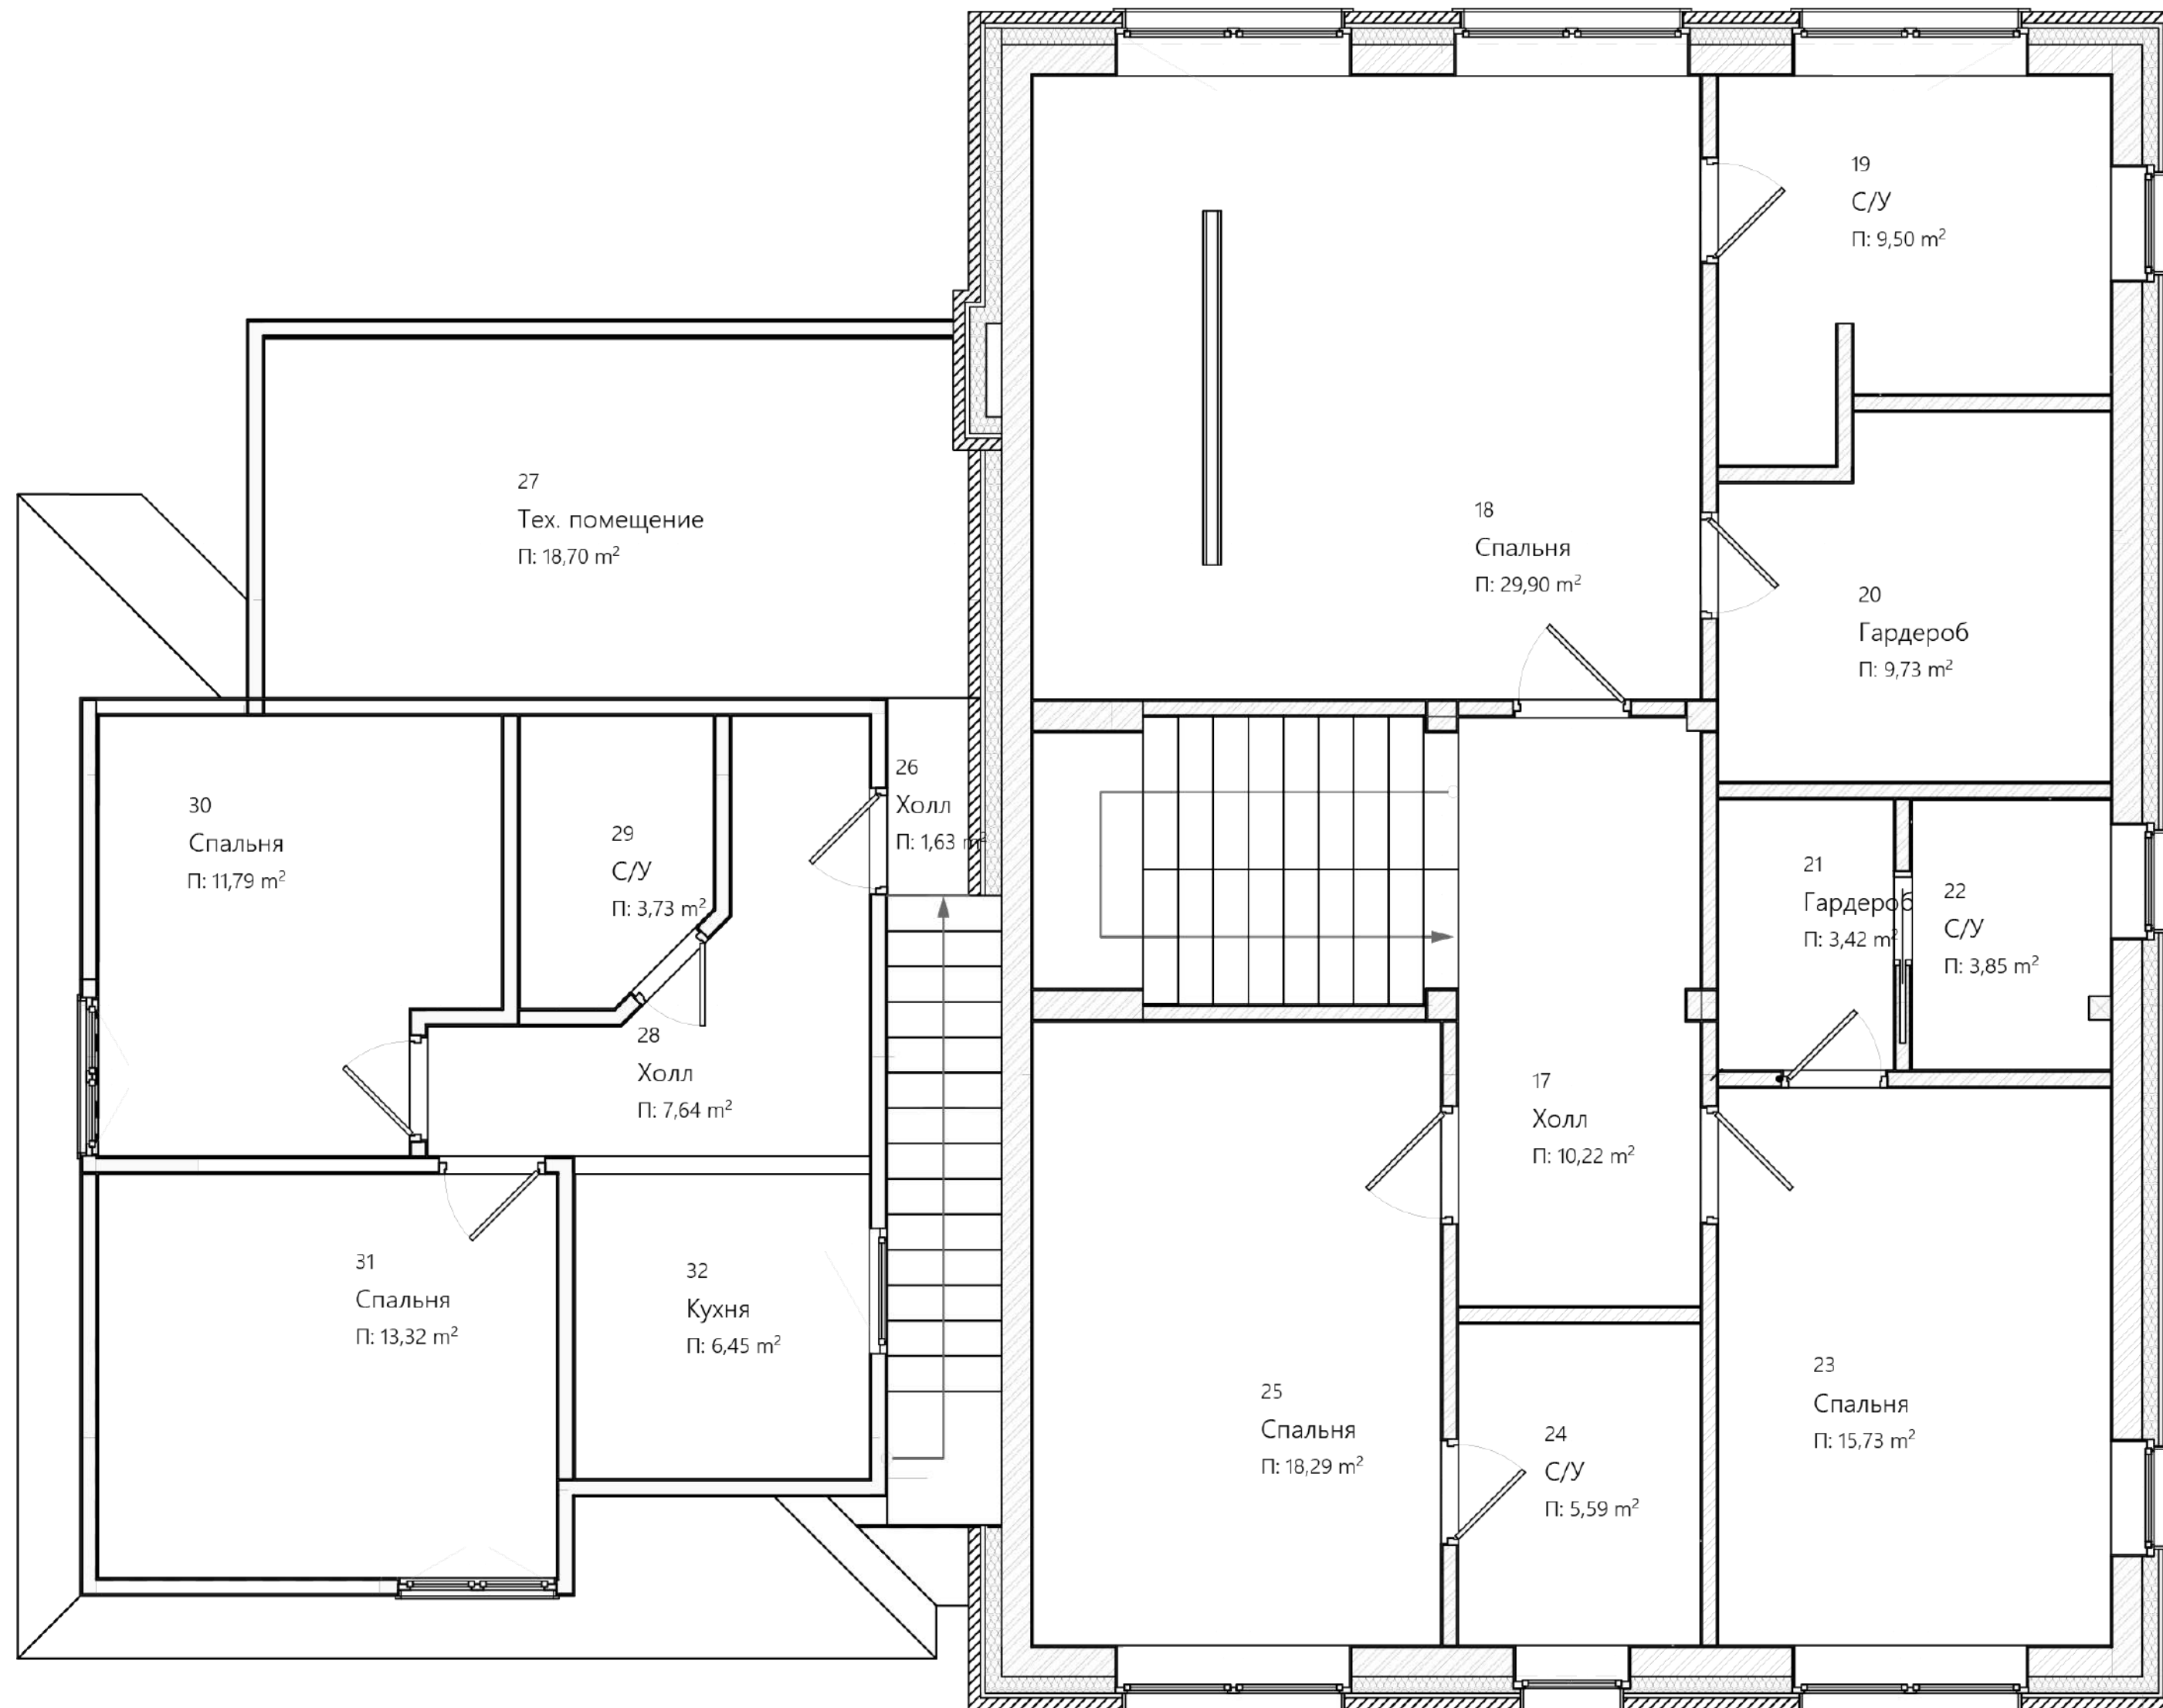 19
С/У
П: 9,50 m²
27
Тех. помещение
П: 18,70 m²
18
Спальня
П: 29,90 m²
20
Гардероб
П: 9,73 m²
30
Спальня
П: 11,79 m²
29
С/У
П: 3,73 m²
26
Холл
П: 1,63 m²
21
Гардероб
П: 3,42 m²
22
С/У
П: 3,85 m²
28
Холл
П: 7,64 m²
17
Холл
П: 10,22 m²
31
Спальня
П: 13,32 m²
32
Кухня
П: 6,45 m²
25
Спальня
П: 18,29 m²
24
С/У
П: 5,59 m²
23
Спальня
П: 15,73 m²